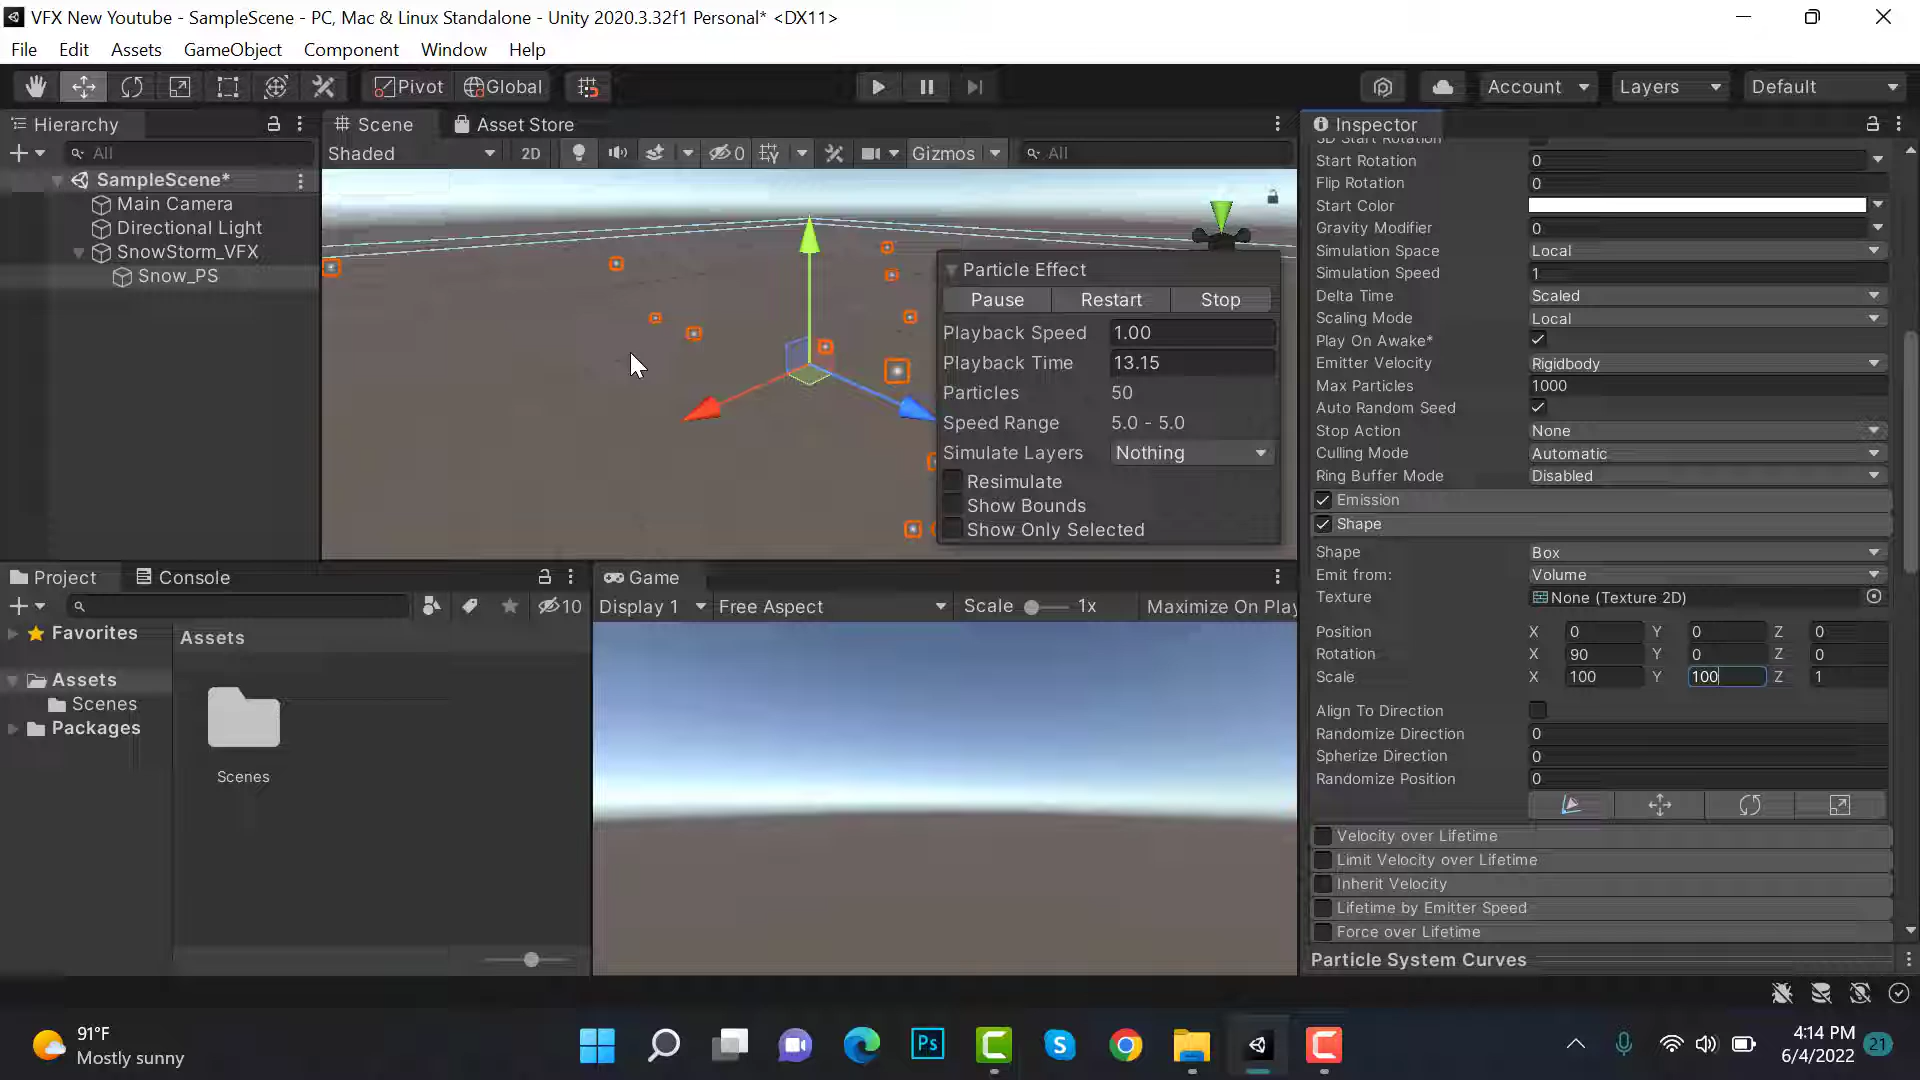 VFX New Youtube - SampleScene - PC, Mac & Linux Standalone - Unity 2020.3.32f1 Personal* <DX11>
File Edit Assets GameObject Component Window Help
Pivot Global Account Layers Default
Hierarchy
All
SampleScene*
Main Camera
Directional Light
SnowStorm_VFX
Snow_PS
Scene Asset Store
Shaded 2D 0 Gizmos All
Particle Effect
Pause Restart Stop
Playback Speed 1.00
Playback Time 13.15
Particles 50
Speed Range 5.0 - 5.0
Simulate Layers Nothing
Resimulate
Show Bounds
Show Only Selected
Inspector
3D Start Rotation
Start Rotation 0
Flip Rotation 0
Start Color
Gravity Modifier 0
Simulation Space Local
Simulation Speed 1
Delta Time Scaled
Scaling Mode Local
Play On Awake*
Emitter Velocity Rigidbody
Max Particles 1000
Auto Random Seed
Stop Action None
Culling Mode Automatic
Ring Buffer Mode Disabled
Emission
Shape
Shape Box
Emit from: Volume
Texture None (Texture 2D)
Position X 0 Y 0 Z 0
Rotation X 90 Y 0 Z 0
Scale X 100 Y 100 Z 1
Align To Direction
Randomize Direction 0
Spherize Direction 0
Randomize Position 0
Velocity over Lifetime
Limit Velocity over Lifetime
Inherit Velocity
Lifetime by Emitter Speed
Force over Lifetime
Particle System Curves
Project Console
10
Favorites
Assets
Scenes
Packages
Assets
Scenes
Game
Display 1 Free Aspect Scale 1x Maximize On Play
91°F
Mostly sunny
Ps
4:14 PM
6/4/2022
21